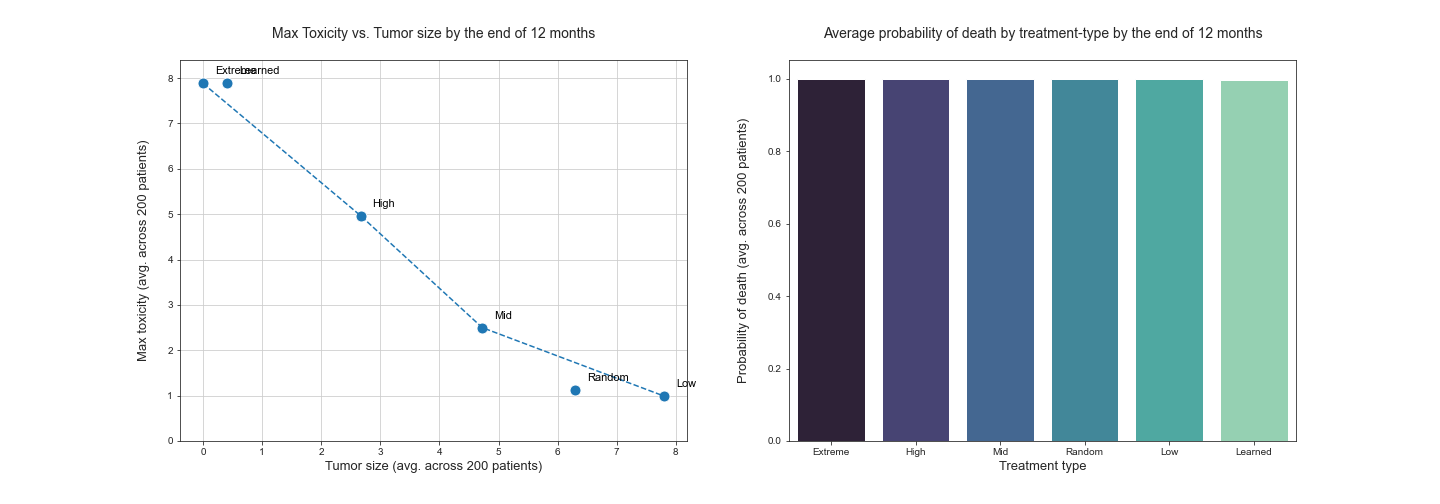 Max Toxicity vs. Tumor size by the end of 12 months
Max toxicity (avg. across 200 patients)
8
7
6
5
4
3
2
1
0
Extreme
Learned
High
Mid
Random
Low
0 1 2 3 4 5 6 7 8
Tumor size (avg. across 200 patients)
Average probability of death by treatment-type by the end of 12 months
Probability of death (avg. across 200 patients)
1.0
0.8
0.6
0.4
0.2
0.0
Extreme High Mid Random Low Learned
Treatment type